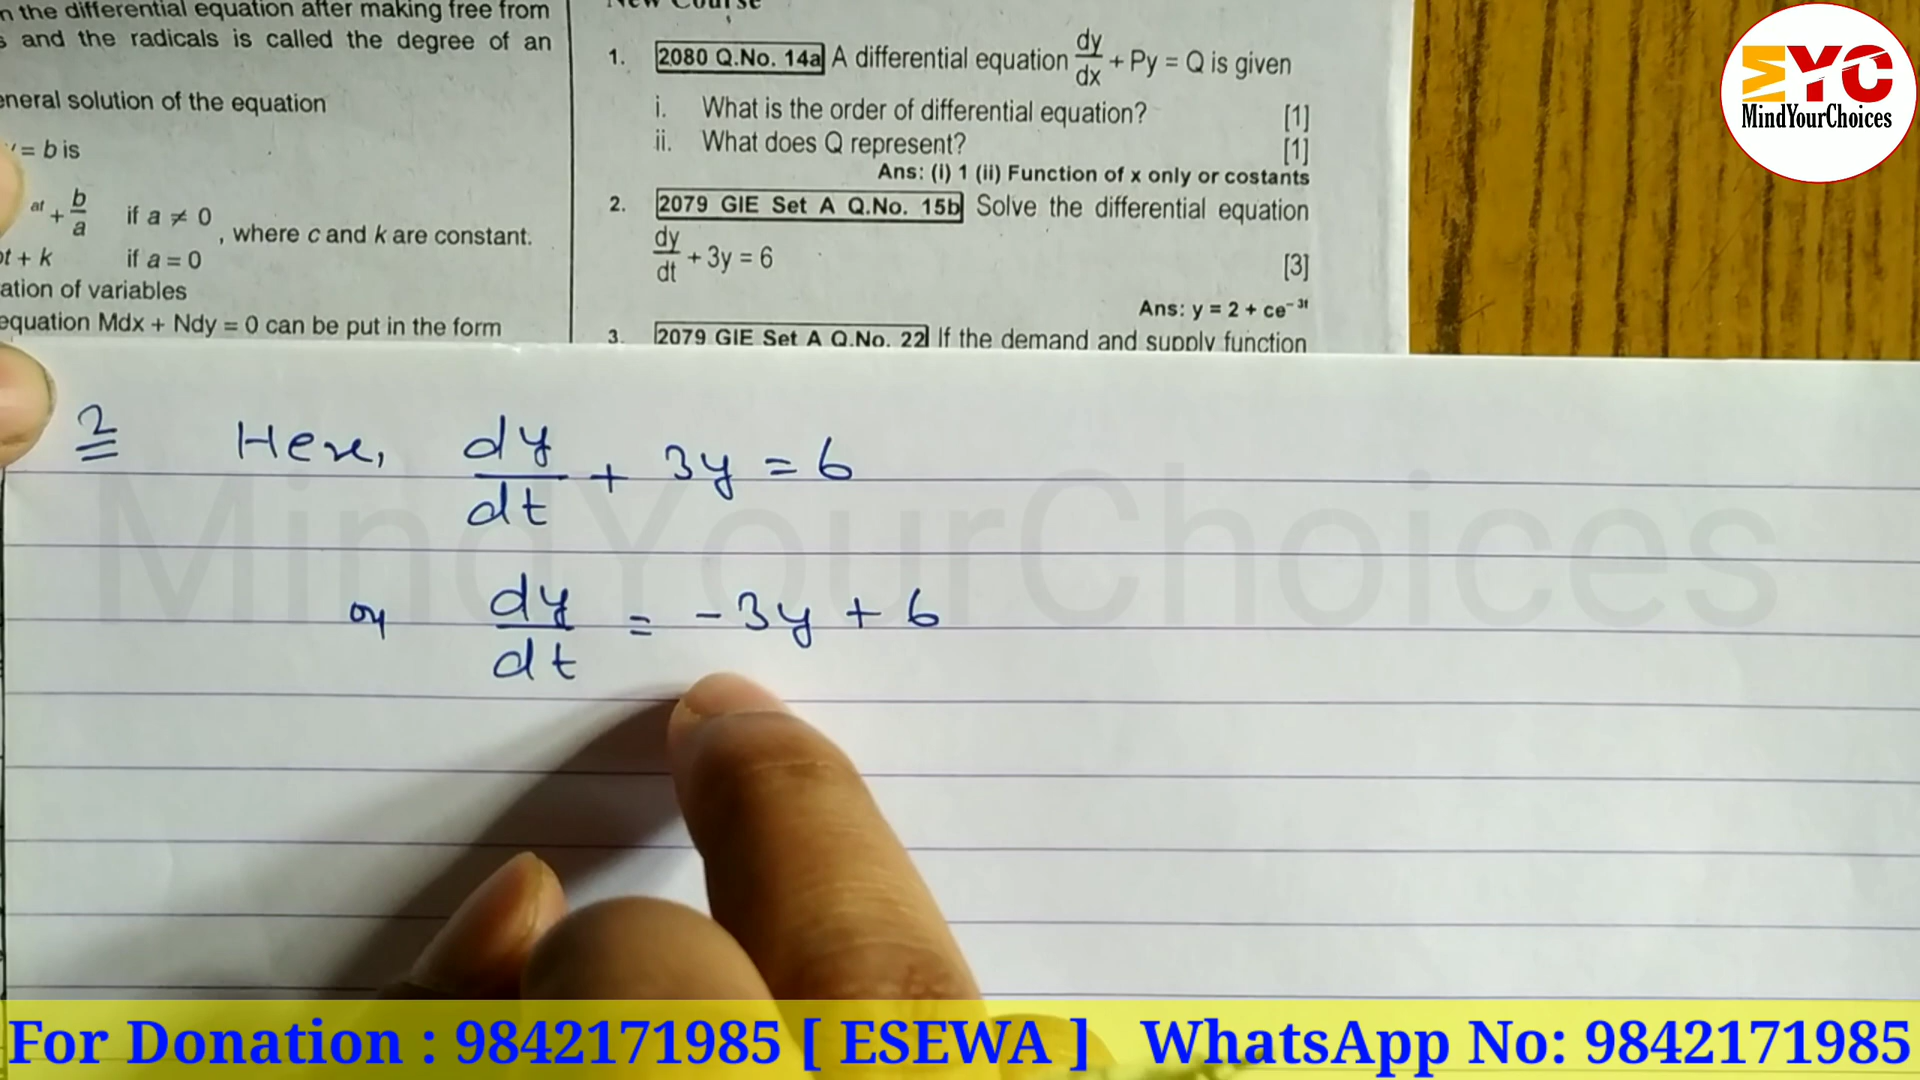 n the differential equation after making free from
s and the radicals is called the degree of an
eneral solution of the equation
= b is
at + b/a if a ≠ 0
, where c and k are constant.
t + k if a = 0
ation of variables
equation Mdx + Ndy = 0 can be put in the form
New Course
1. 2080 Q.No. 14a A differential equation dy/dx + Py = Q is given
i. What is the order of differential equation? [1]
ii. What does Q represent? [1]
Ans: (i) 1 (ii) Function of x only or costants
2. 2079 GIE Set A Q.No. 15b Solve the differential equation
dy/dt + 3y = 6 [3]
Ans: y = 2 + ce⁻³ᵗ
3. 2079 GIE Set A Q.No. 22 If the demand and supply function
MYC
MindYourChoices
2 Here, dy/dt + 3y = 6
or dy/dt = -3y + 6
MindYourChoices
For Donation : 9842171985 [ ESEWA ] WhatsApp No: 9842171985